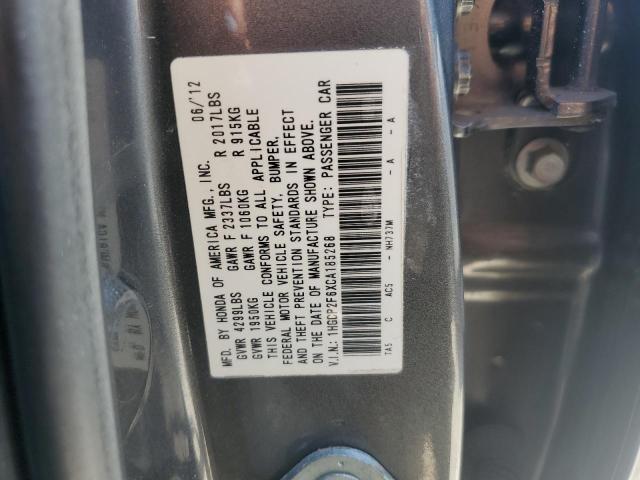 MFD. BY HONDA OF AMERICA MFG., INC. 06/'12
GVWR 4299LBS GAWR F 2337LBS R 2017LBS
GVWR 1950KG GAWR F 1060KG R 915KG
THIS VEHICLE CONFORMS TO ALL APPLICABLE
FEDERAL MOTOR VEHICLE SAFETY, BUMPER,
AND THEFT PREVENTION STANDARDS IN EFFECT
ON THE DATE OF MANUFACTURE SHOWN ABOVE.
V.I.N.: 1HGCP2F6XCA185268 TYPE: PASSENGER CAR
TA5 C AC5 - NH737M - A - A